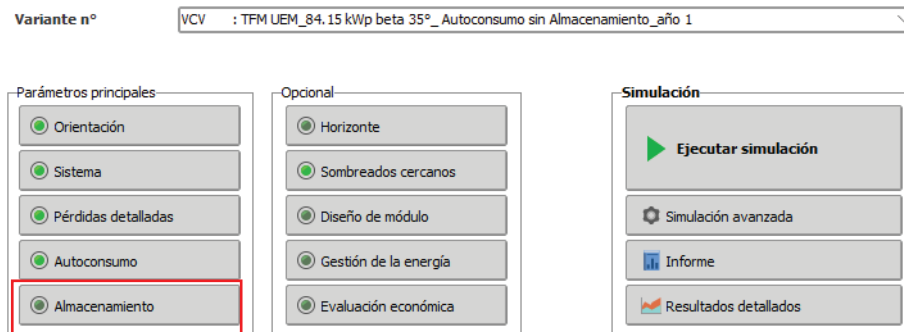 Variante nº VCV : TFM UEM_84.15 kWp beta 35°_ Autoconsumo sin Almacenamiento_año 1
Parámetros principales
Orientación
Sistema
Pérdidas detalladas
Autoconsumo
Almacenamiento
Opcional
Horizonte
Sombreados cercanos
Diseño de módulo
Gestión de la energía
Evaluación económica
Simulación
Ejecutar simulación
Simulación avanzada
Informe
Resultados detallados